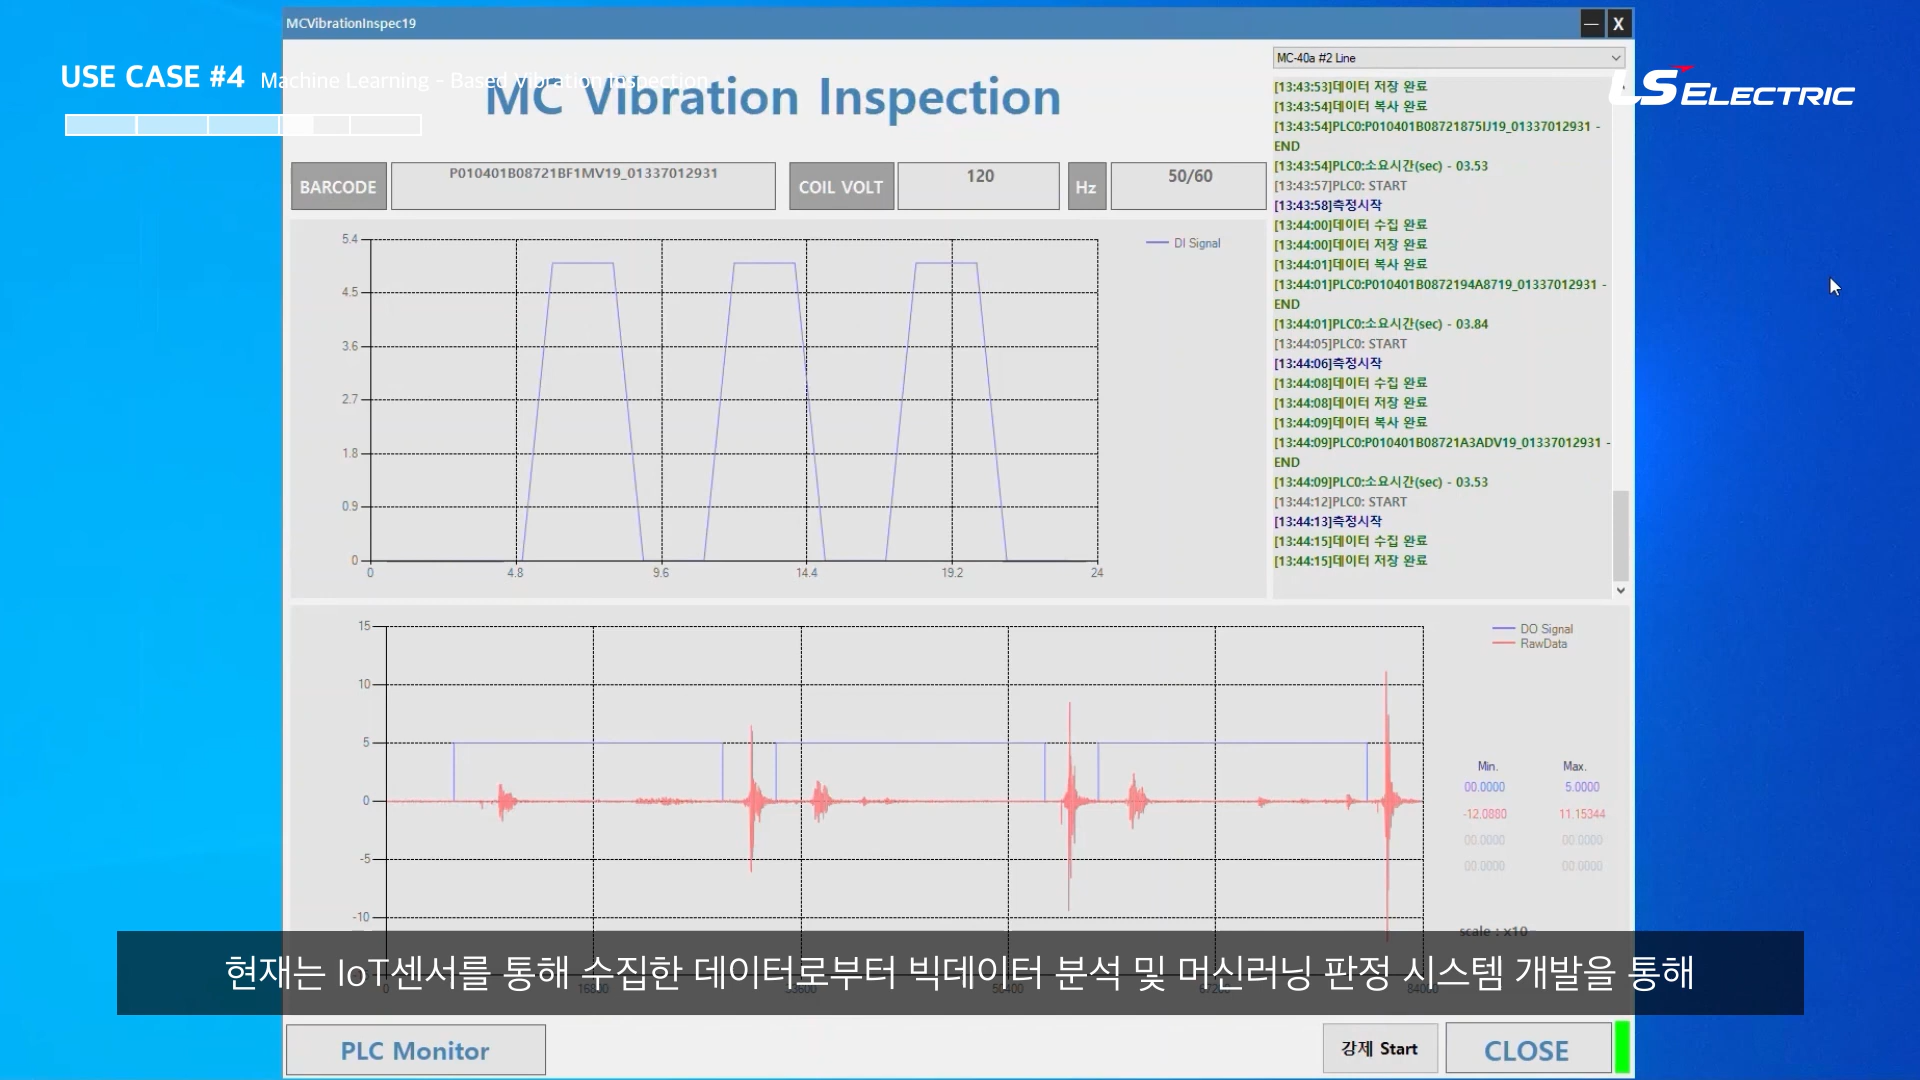 MCVibrationInspec19
X
USE CASE #4
Machine Learning - Based Vibration Inspection
LS ELECTRIC
MC Vibration Inspection
MC-40a #2 Line
BARCODE
P010401B08721BF1MV19_01337012931
COIL VOLT
120
Hz
50/60
[13:43:53]데이터 저장 완료
[13:43:54]데이터 복사 완료
[13:43:54]PLC0:P010401B08721875IJ19_01337012931 -
END
[13:43:54]PLC0:소요시간(sec) - 03.53
[13:43:57]PLC0: START
[13:43:58]측정시작
[13:44:00]데이터 수집 완료
[13:44:00]데이터 저장 완료
[13:44:01]데이터 복사 완료
[13:44:01]PLC0:P010401B0872194A8719_01337012931 -
END
[13:44:01]PLC0:소요시간(sec) - 03.84
[13:44:05]PLC0: START
[13:44:06]측정시작
[13:44:08]데이터 수집 완료
[13:44:08]데이터 저장 완료
[13:44:09]데이터 복사 완료
[13:44:09]PLC0:P010401B08721A3ADV19_01337012931 -
END
[13:44:09]PLC0:소요시간(sec) - 03.53
[13:44:12]PLC0: START
[13:44:13]측정시작
[13:44:15]데이터 수집 완료
[13:44:15]데이터 저장 완료
DI Signal
5.4
4.5
3.6
2.7
1.8
0.9
0
0 4.8 9.6 14.4 19.2 24
DO Signal
RawData
15
10
5
0
-5
-10
Min. Max.
00.0000 5.0000
-12.0880 11.15344
00.0000 00.0000
00.0000 00.0000
scale : x10
현재는 IoT센서를 통해 수집한 데이터로부터 빅데이터 분석 및 머신러닝 판정 시스템 개발을 통해
0 16800 33600 50400 67200 84000
PLC Monitor
강제 Start
CLOSE